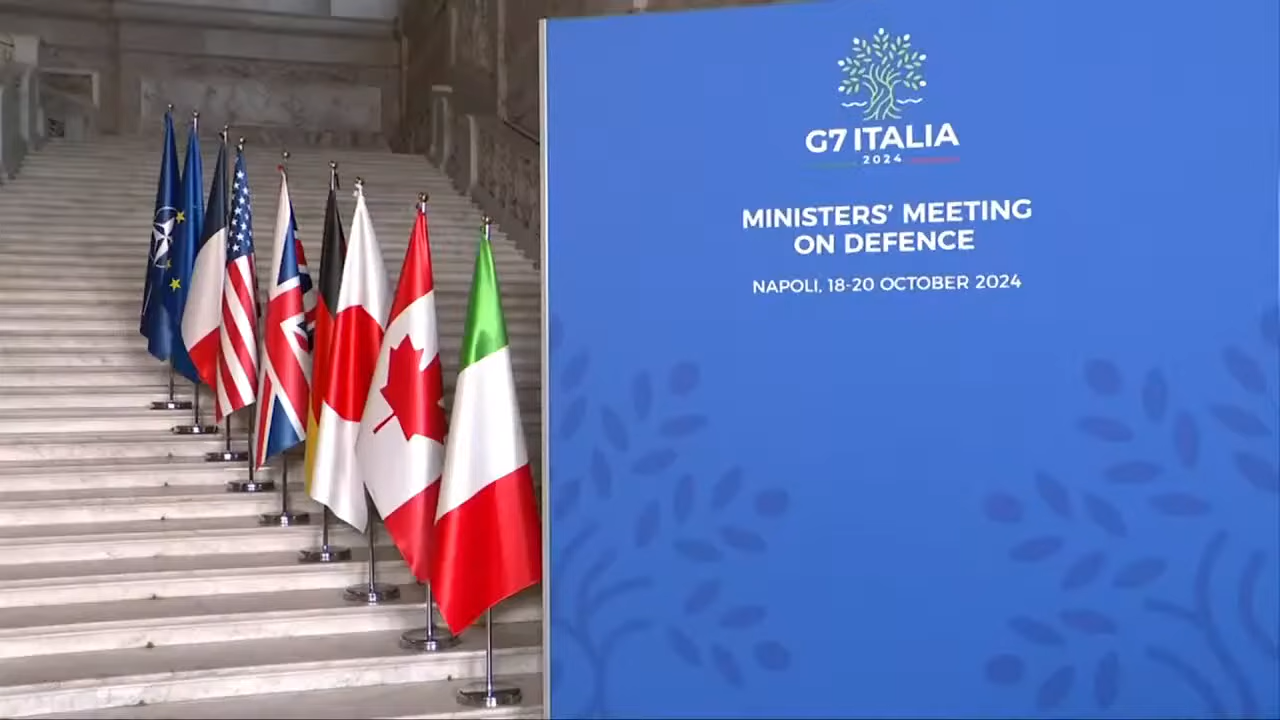 G7 ITALIA
2024
MINISTERS’ MEETING
ON DEFENCE
NAPOLI, 18-20 OCTOBER 2024